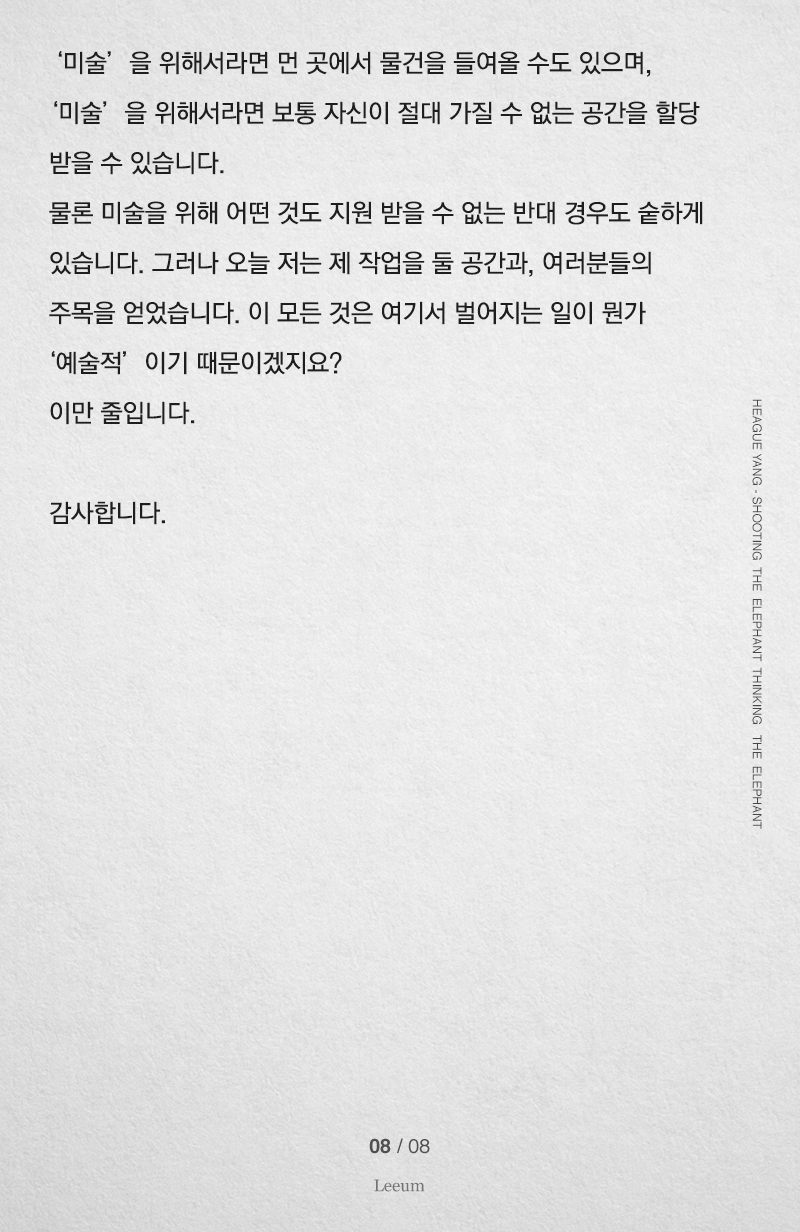 ‘미술’ 을 위해서라면 먼 곳에서 물건을 들여올 수도 있으며,
‘미술’ 을 위해서라면 보통 자신이 절대 가질 수 없는 공간을 할당
받을 수 있습니다.
물론 미술을 위해 어떤 것도 지원 받을 수 없는 반대 경우도 숱하게
있습니다. 그러나 오늘 저는 제 작업을 둘 공간과, 여러분들의
주목을 얻었습니다. 이 모든 것은 여기서 벌어지는 일이 뭔가
‘예술적’ 이기 때문이겠지요?
이만 줄입니다.
감사합니다.
HEAGUE YANG - SHOOTING THE ELEPHANT THINKING THE ELEPHANT
08 / 08
Leeum